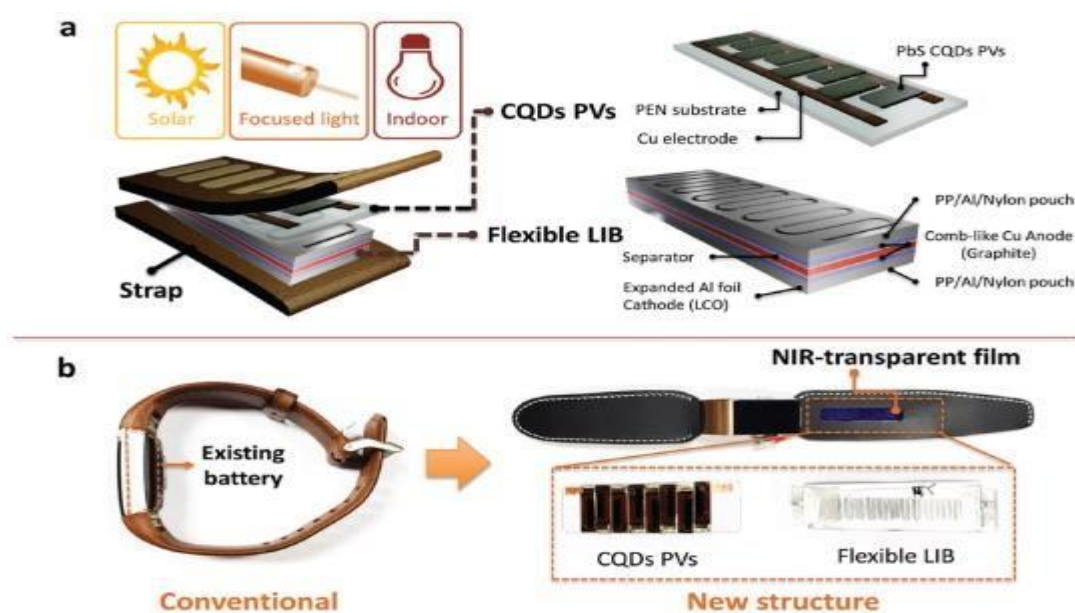 a
Solar
Focused light
Indoor
CQDs PVs
Flexible LIB
Strap
PbS CQDs PVs
PEN substrate
Cu electrode
PP/Al/Nylon pouch
Comb-like Cu Anode
(Graphite)
Separator
Expanded Al foil
Cathode (LCO)
PP/Al/Nylon pouch
b
Existing
battery
Conventional
NIR-transparent film
CQDs PVs
Flexible LIB
New structure